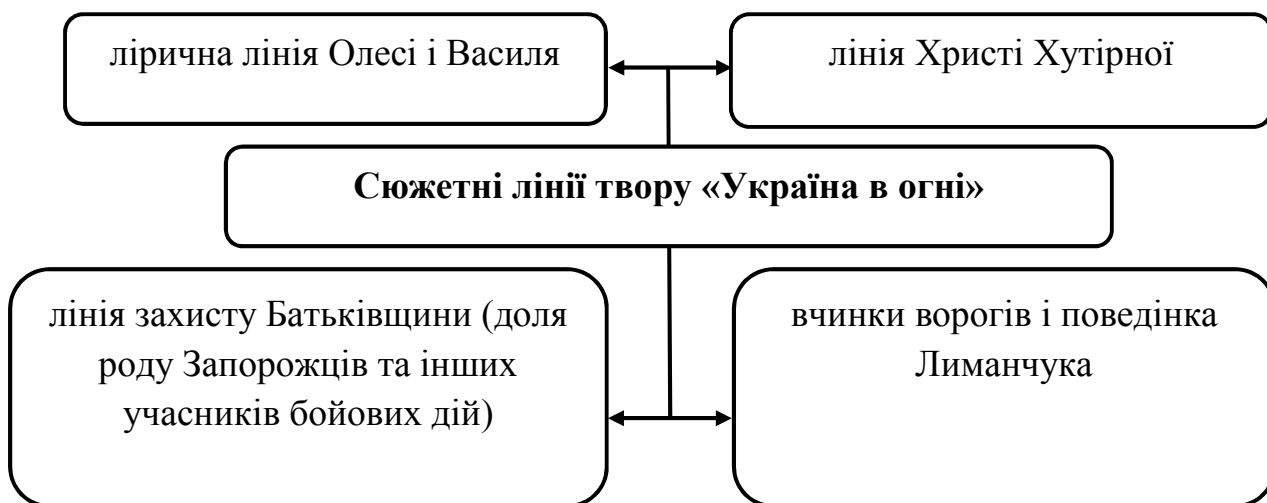 лірична лінія Олесі і Василя
лінія Христі Хутірної
Сюжетні лінії твору «Україна в огні»
лінія захисту Батьківщини (доля
роду Запорожців та інших
учасників бойових дій)
вчинки ворогів і поведінка
Лиманчука